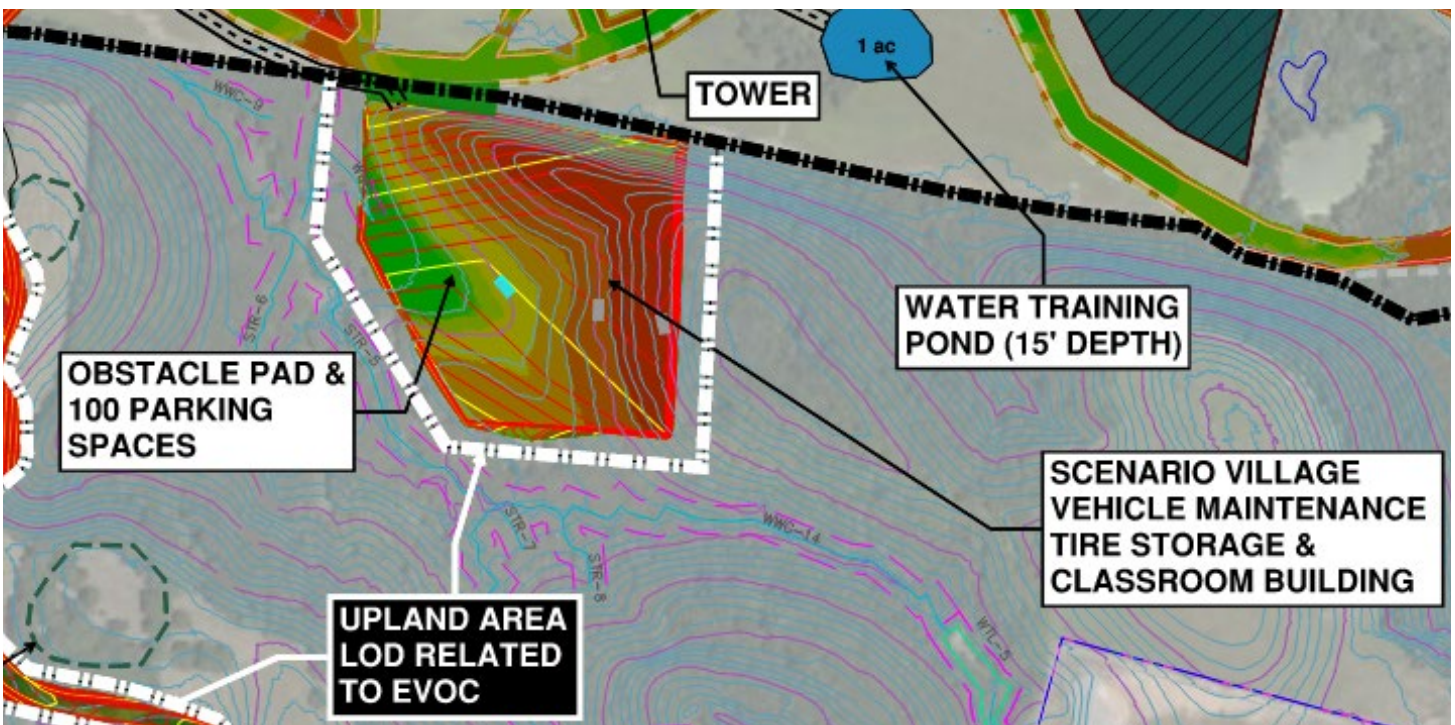 1 ac
TOWER
WWC-9
STR-6
STR-5
OBSTACLE PAD &
100 PARKING
SPACES
WATER TRAINING
POND (15' DEPTH)
SCENARIO VILLAGE
VEHICLE MAINTENANCE
TIRE STORAGE &
CLASSROOM BUILDING
STR-7
STR-8
WWC-14
WTL-5
UPLAND AREA
LOD RELATED
TO EVOC